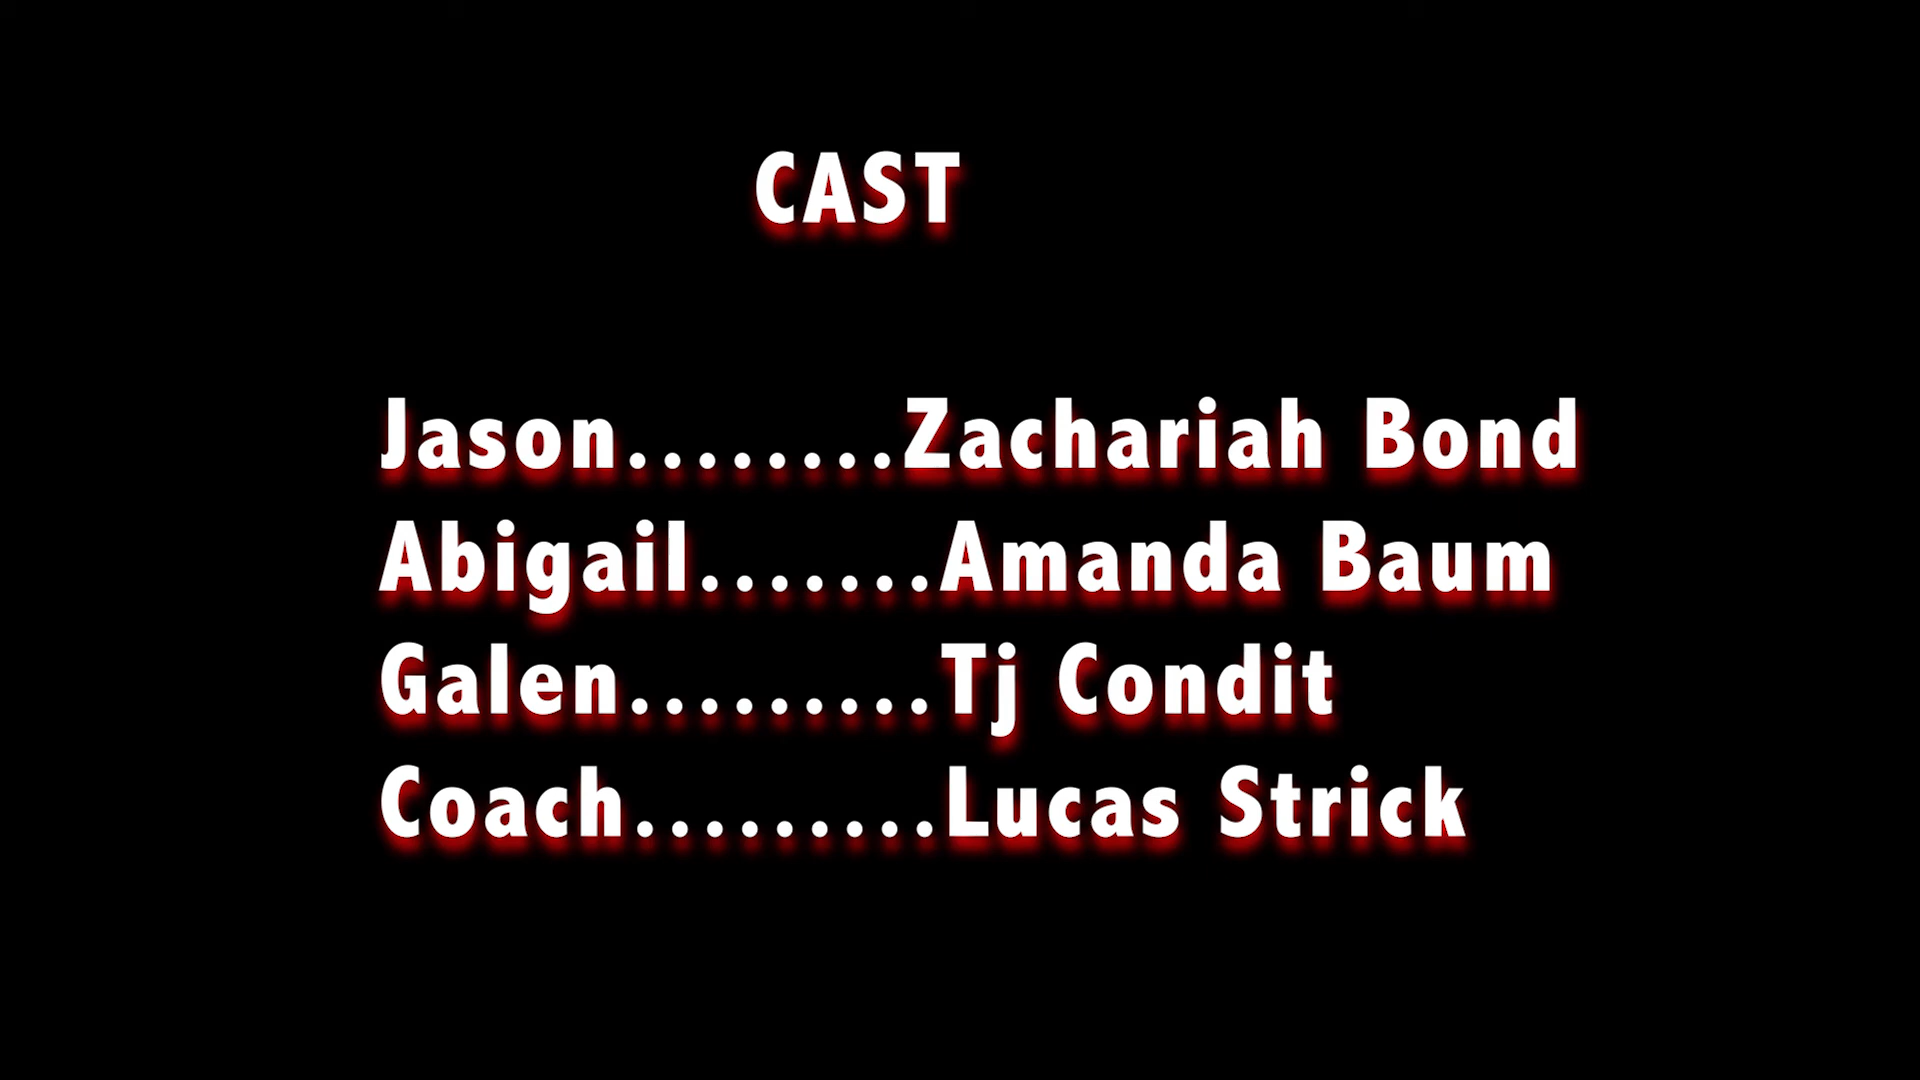 CAST
Jason........Zachariah Bond
Abigail.......Amanda Baum
Galen.........Tj Condit
Coach.........Lucas Strick